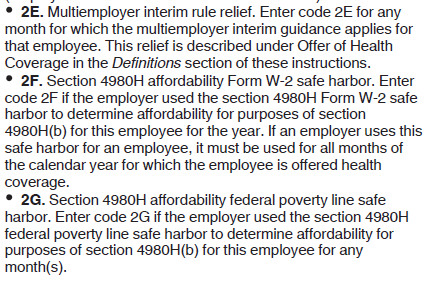 • 2E. Multiemployer interim rule relief. Enter code 2E for any
month for which the multiemployer interim guidance applies for
that employee. This relief is described under Offer of Health
Coverage in the Definitions section of these instructions.
• 2F. Section 4980H affordability Form W-2 safe harbor. Enter
code 2F if the employer used the section 4980H Form W-2 safe
harbor to determine affordability for purposes of section
4980H(b) for this employee for the year. If an employer uses this
safe harbor for an employee, it must be used for all months of
the calendar year for which the employee is offered health
coverage.
• 2G. Section 4980H affordability federal poverty line safe
harbor. Enter code 2G if the employer used the section 4980H
federal poverty line safe harbor to determine affordability for
purposes of section 4980H(b) for this employee for any
month(s).